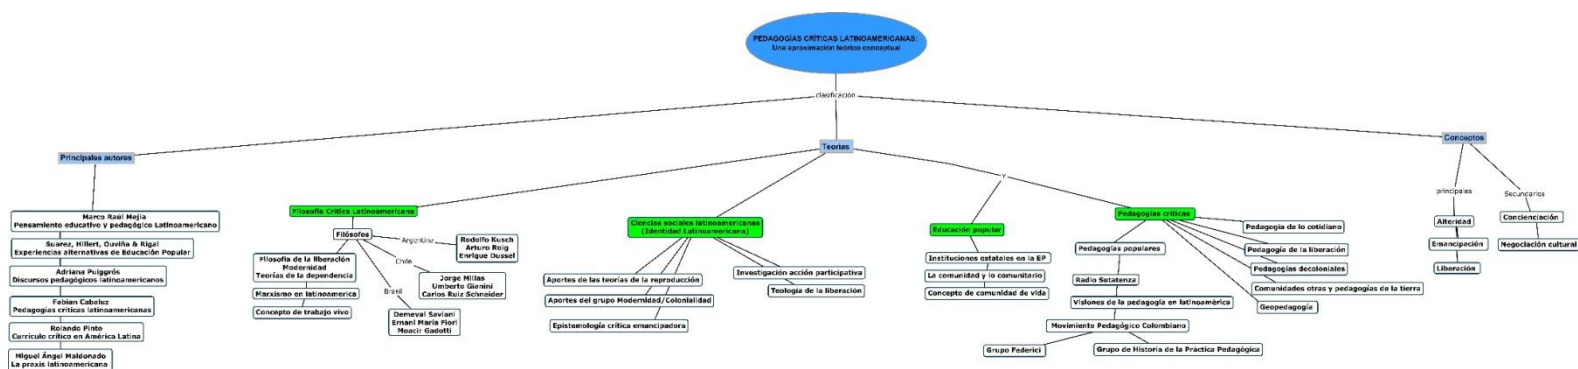 PEDAGOGÍAS CRÍTICAS LATINOAMERICANAS:
Una aproximación teórico conceptual
clasificación
Principales autores
Marco Raúl Mejía
Pensamiento educativo y pedagógico Latinoamericano
Suarez, Hillert, Ouviña & Rigal
Experiencias alternativas de Educación Popular
Adriana Puiggrós
Discursos pedagógicos latinoamericanos
Fabian Cabaluz
Pedagogías críticas latinoamericanas
Rolando Pinto
Currículo crítico en América Latina
Miguel Ángel Maldonado
La praxis latinoamericana
Teorías
Filosofía Crítica Latinoamericana
Filósofos
Filosofía de la liberación
Modernidad
Teorías de la dependencia
Marxismo en latinoamerica
Concepto de trabajo vivo
Argentina
Rodolfo Kusch
Arturo Roig
Enrique Dussel
Chile
Jorge Millas
Umberto Gianini
Carlos Ruiz Schneider
Brasil
Demeval Saviani
Ernani María Fiori
Moacir Gadotti
Ciencias sociales latinoamericanas
(Identidad Latinoamericana)
Aportes de las teorías de la reproducción
Aportes del grupo Modernidad/Colonialidad
Epistemología crítica emancipadora
Investigación acción participativa
Teología de la liberación
Y
Educación popular
Instituciones estatales en la EP
La comunidad y lo comunitario
Concepto de comunidad de vida
Pedagogías críticas
Pedagogías populares
Radio Sutatenza
Visiones de la pedagogía en latinoamérica
Movimiento Pedagógico Colombiano
Grupo Federici
Grupo de Historia de la Práctica Pedagógica
Pedagogía de lo cotidiano
Pedagogía de la liberación
Pedagogías decoloniales
Comunidades otras y pedagogías de la tierra
Geopedagogía
Conceptos
principales
Alteridad
Emancipación
Liberación
Secundarios
Concienciación
Negociación cultural